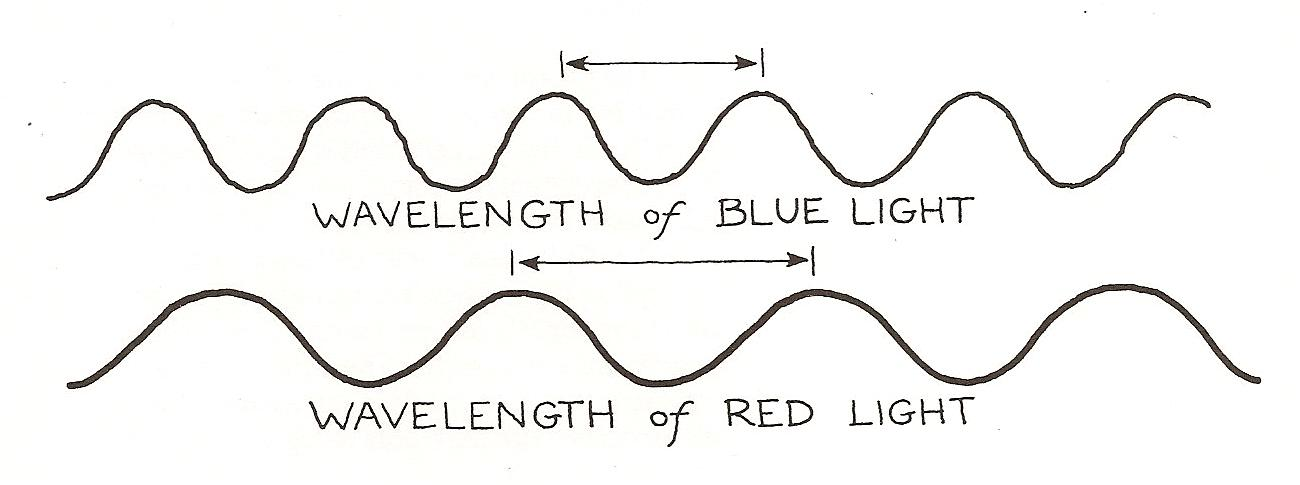 WAVELENGTH of BLUE LIGHT
WAVELENGTH of RED LIGHT